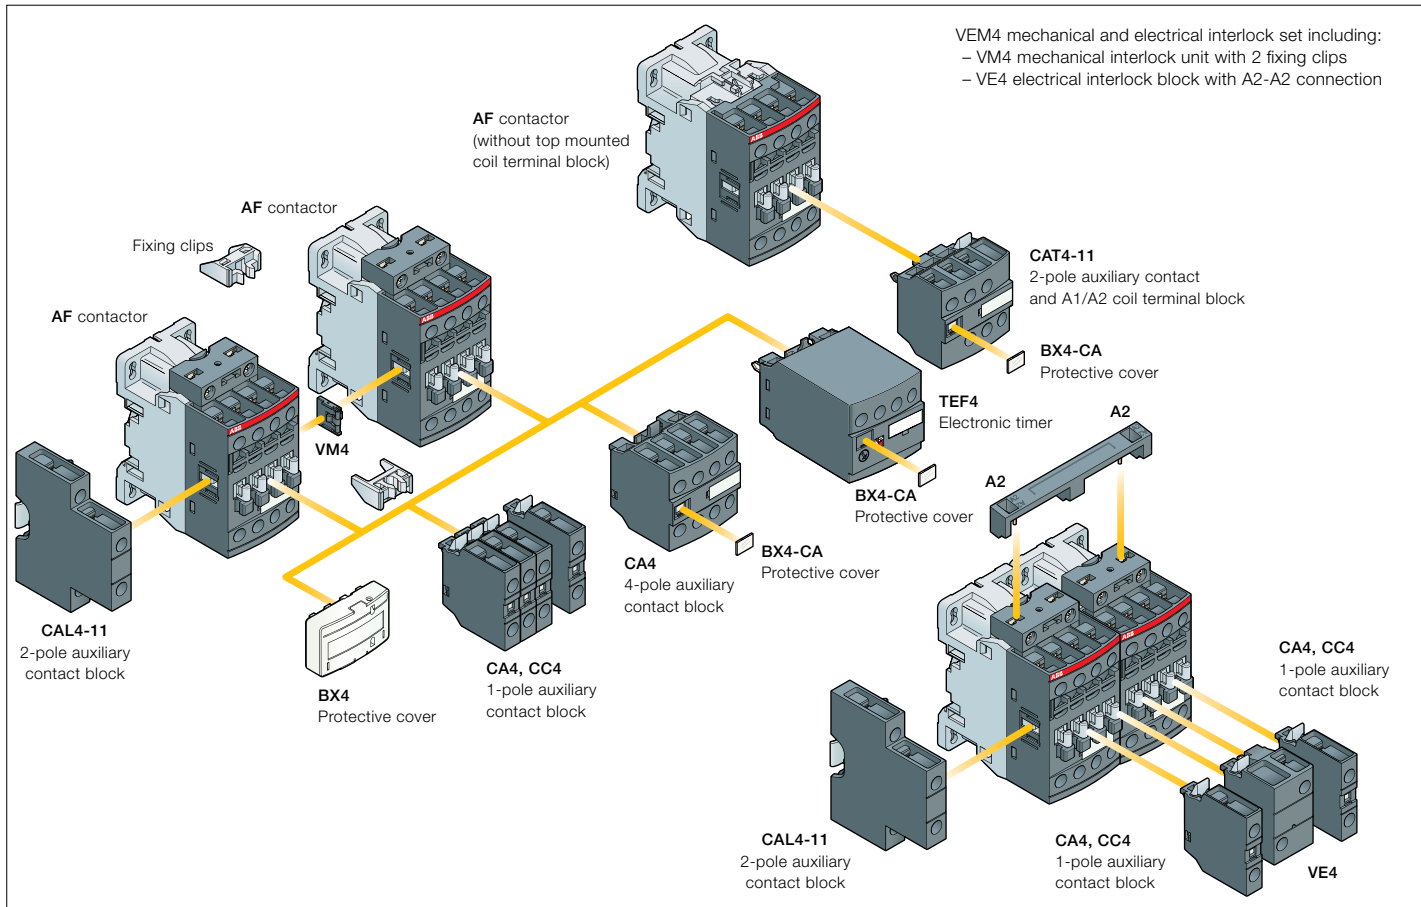 VEM4 mechanical and electrical interlock set including:
– VM4 mechanical interlock unit with 2 fixing clips
– VE4 electrical interlock block with A2-A2 connection
AF contactor
(without top mounted
coil terminal block)
ABB
AF contactor
Fixing clips
ABB
CAT4-11
2-pole auxiliary contact
and A1/A2 coil terminal block
AF contactor
ABB
BX4-CA
Protective cover
TEF4
Electronic timer
A2
VM4
A2
BX4-CA
Protective cover
BX4-CA
Protective cover
CA4
4-pole auxiliary
contact block
CAL4-11
2-pole auxiliary
contact block
BX4
Protective cover
CA4, CC4
1-pole auxiliary
contact block
ABB
ABB
CA4, CC4
1-pole auxiliary
contact block
CAL4-11
2-pole auxiliary
contact block
CA4, CC4
1-pole auxiliary
contact block
VE4